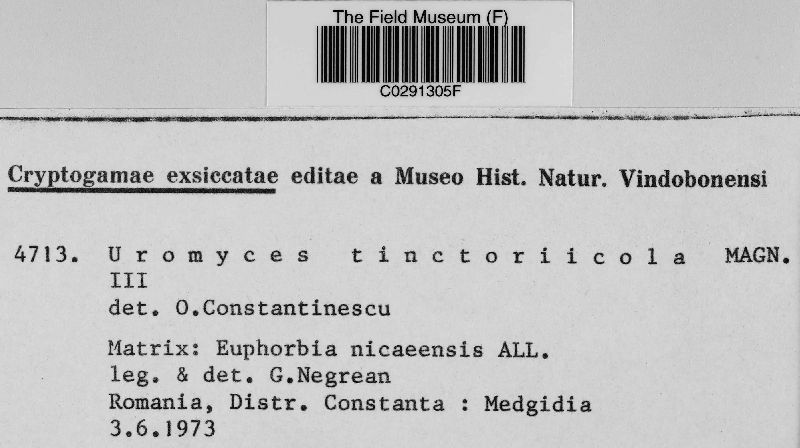 The Field Museum (F)
C0291305F
Cryptogamae exsiccatae editae a Museo Hist. Natur. Vindobonensi
4713. Uromyces tinctoriicola MAGN.
III
det. O.Constantinescu
Matrix: Euphorbia nicaeensis ALL.
leg. & det. G.Negrean
Romania, Distr. Constanta : Medgidia
3.6.1973